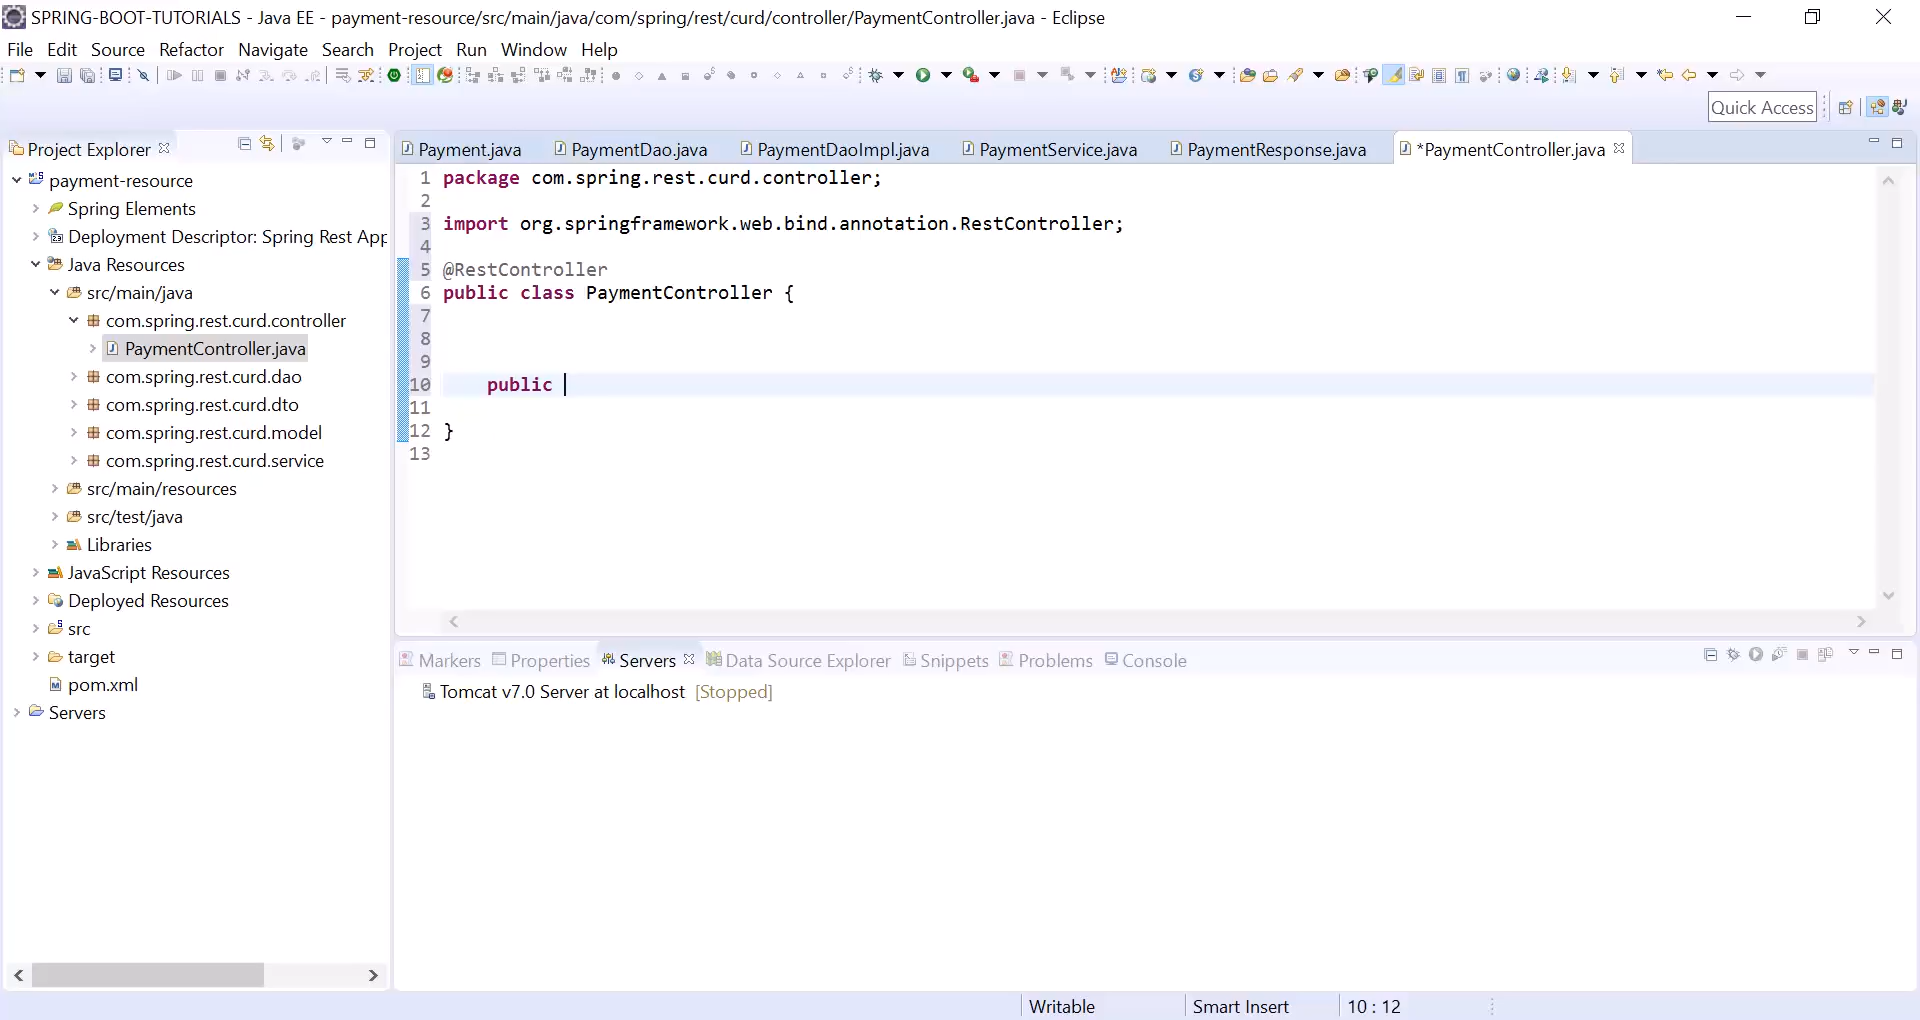 SPRING-BOOT-TUTORIALS - Java EE - payment-resource/src/main/java/com/spring/rest/curd/controller/PaymentController.java - Eclipse
File Edit Source Refactor Navigate Search Project Run Window Help
Quick Access
Project Explorer
payment-resource
Spring Elements
Deployment Descriptor: Spring Rest App
Java Resources
src/main/java
com.spring.rest.curd.controller
PaymentController.java
com.spring.rest.curd.dao
com.spring.rest.curd.dto
com.spring.rest.curd.model
com.spring.rest.curd.service
src/main/resources
src/test/java
Libraries
JavaScript Resources
Deployed Resources
src
target
pom.xml
Servers
Payment.java PaymentDao.java PaymentDaoImpl.java PaymentService.java PaymentResponse.java *PaymentController.java
1 package com.spring.rest.curd.controller;
2
3 import org.springframework.web.bind.annotation.RestController;
4
5 @RestController
6 public class PaymentController {
7
8
9
10 public
11
12 }
13
Markers Properties Servers Data Source Explorer Snippets Problems Console
Tomcat v7.0 Server at localhost [Stopped]
Writable Smart Insert 10 : 12